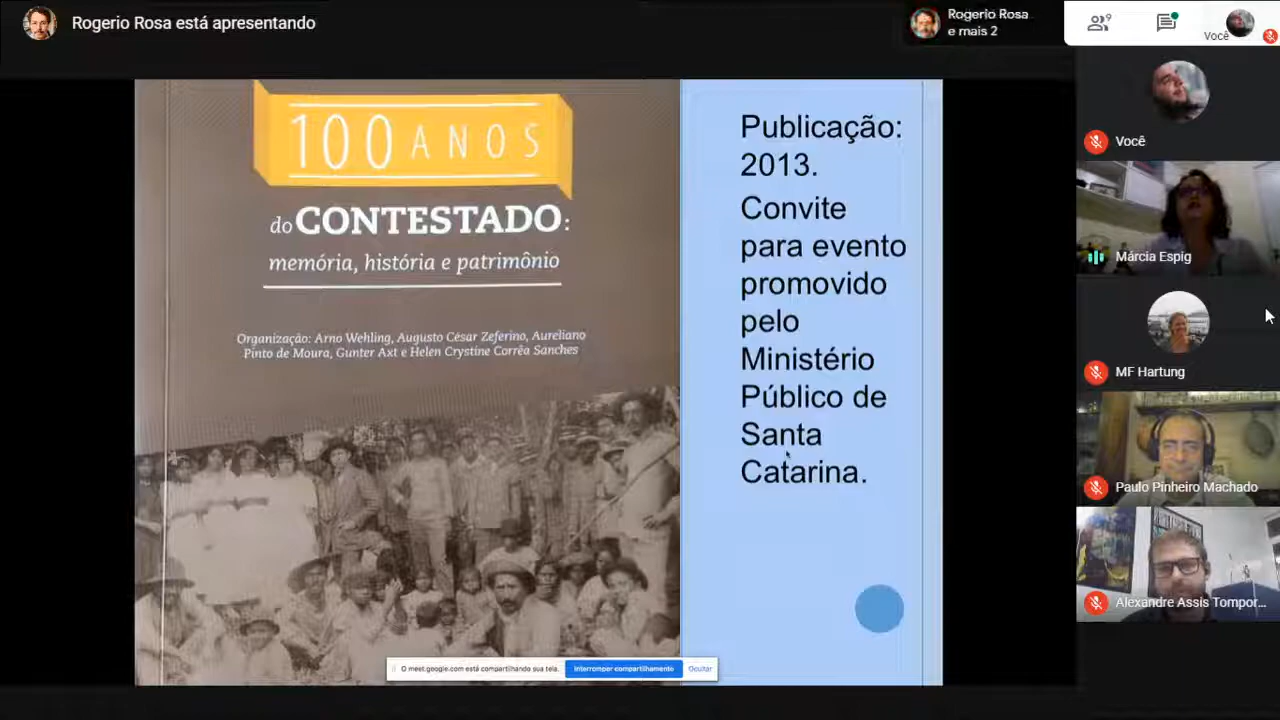 Rogerio Rosa está apresentando
Rogerio Rosa
e mais 2
9
Você
100 ANOS
do CONTESTADO:
memória, história e patrimônio
Organização: Arno Wehling, Augusto César Zeferino, Aureliano
Pinto de Moura, Gunter Axt e Helen Crystine Corrêa Sanches
Publicação:
2013.
Convite
para evento
promovido
pelo
Ministério
Público de
Santa
Catarina.
Você
Márcia Espig
MF Hartung
Paulo Pinheiro Machado
Alexandre Assis Tompor...
O meet.google.com está compartilhando sua tela.
Interromper compartilhamento
Ocultar